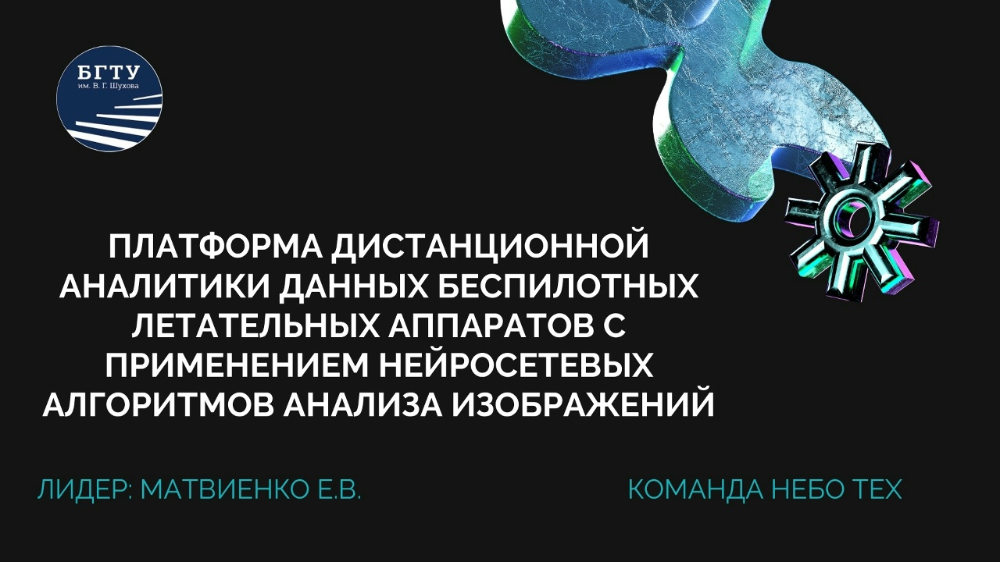 БГТУ
им. В. Г. Шухова
ПЛАТФОРМА ДИСТАНЦИОННОЙ
АНАЛИТИКИ ДАННЫХ БЕСПИЛОТНЫХ
ЛЕТАТЕЛЬНЫХ АППАРАТОВ С
ПРИМЕНЕНИЕМ НЕЙРОСЕТЕВЫХ
АЛГОРИТМОВ АНАЛИЗА ИЗОБРАЖЕНИЙ
ЛИДЕР: МАТВИЕНКО Е.В.
КОМАНДА НЕБО ТЕХ